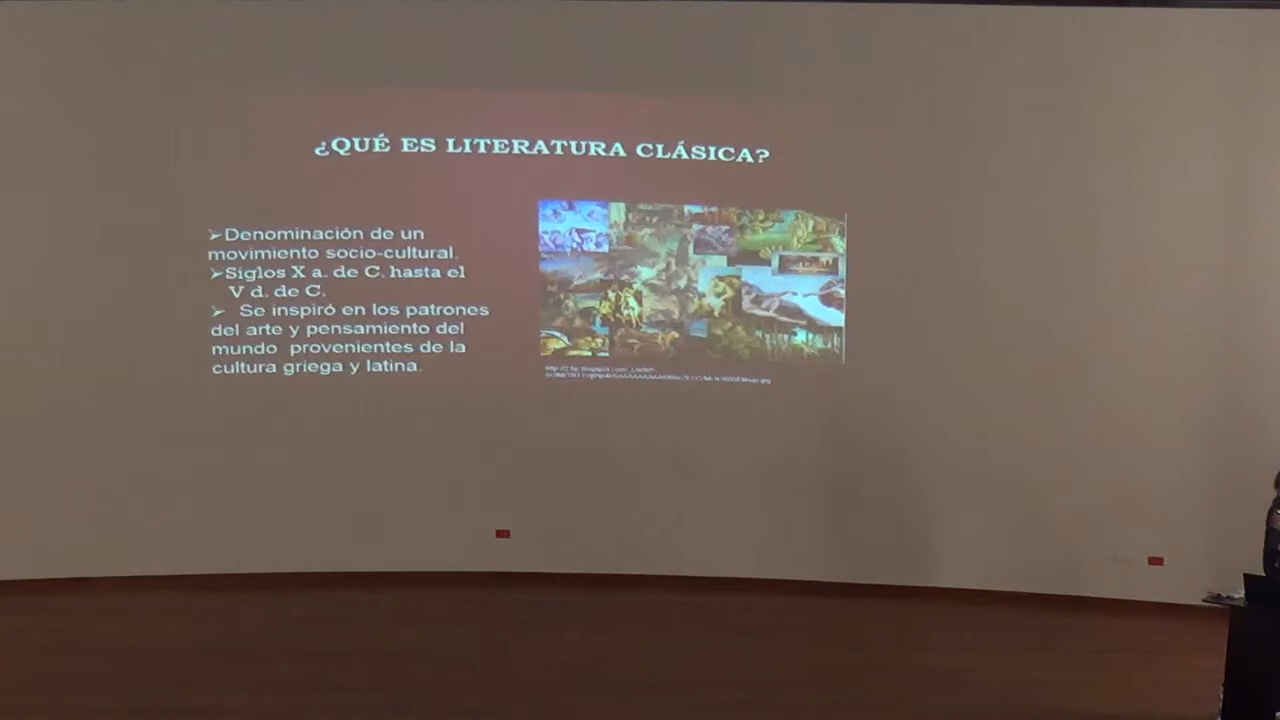 ¿QUÉ ES LITERATURA CLÁSICA?
➢Denominación de un
movimiento socio-cultural.
➢Siglos X a. de C. hasta el
V d. de C.
➢ Se inspiró en los patrones
del arte y pensamiento del
mundo provenientes de la
cultura griega y latina.